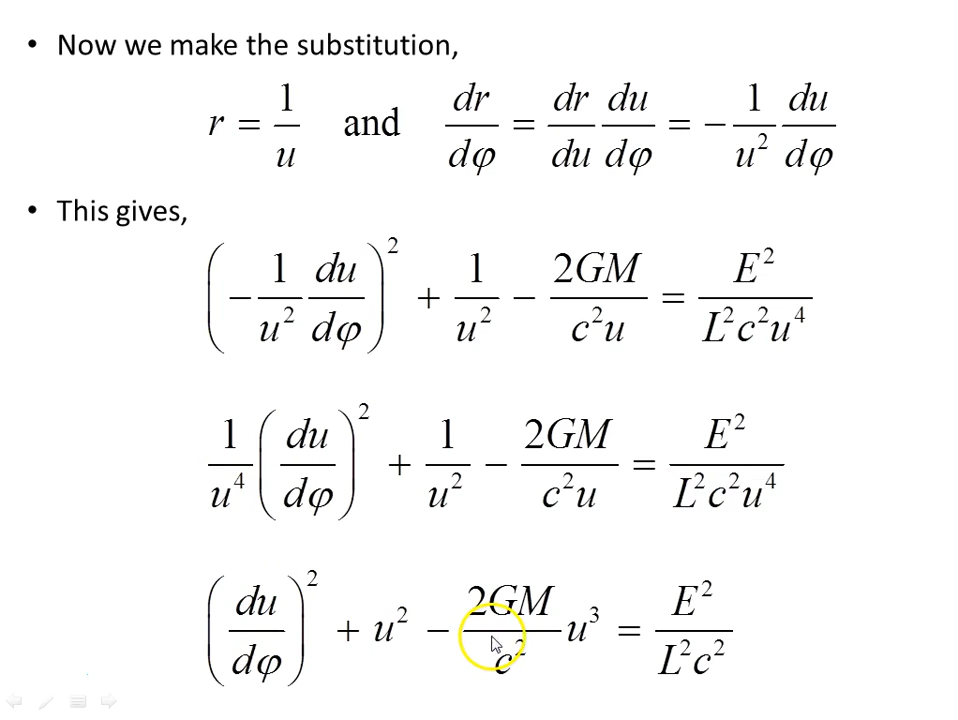 • Now we make the substitution,
r = 1/u and dr/dφ = dr/du du/dφ = − 1/u² du/dφ
• This gives,
(− 1/u² du/dφ)² + 1/u² − 2GM/c²u = E²/L²c²u⁴
1/u⁴ (du/dφ)² + 1/u² − 2GM/c²u = E²/L²c²u⁴
(du/dφ)² + u² − 2GM/c² u³ = E²/L²c²